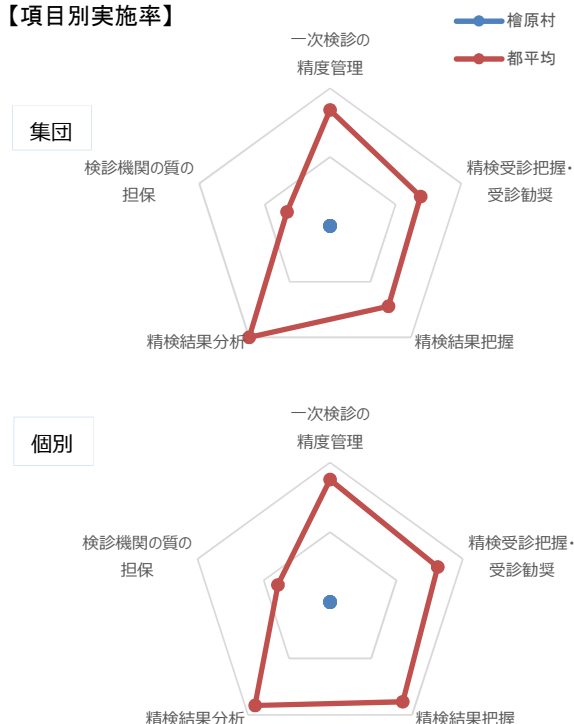 【項目別実施率】
檜原村
都平均
集団
一次検診の
精度管理
精検受診把握・
受診勧奨
精検結果把握
精検結果分析
検診機関の質の
担保
個別
一次検診の
精度管理
精検受診把握・
受診勧奨
精検結果把握
精検結果分析
検診機関の質の
担保